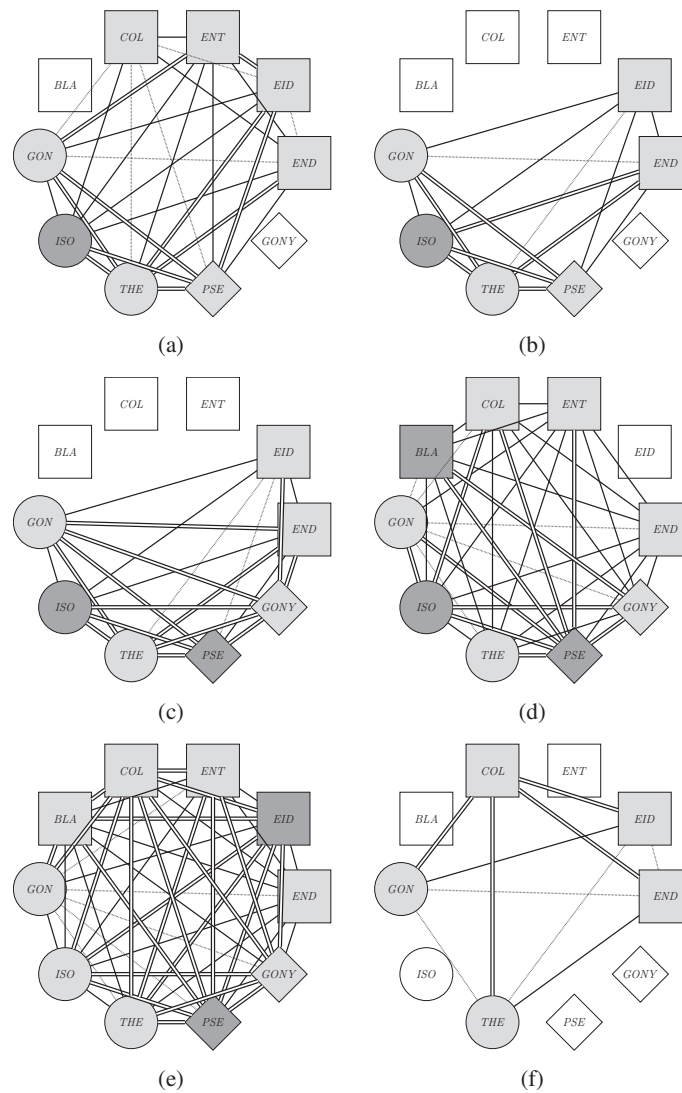 COL ENT
BLA EID
GON END
ISO GONY
THE PSE
(a)
COL ENT
BLA EID
GON END
ISO GONY
THE PSE
(b)
COL ENT
BLA EID
GON END
ISO GONY
THE PSE
(c)
COL ENT
BLA EID
GON END
ISO GONY
THE PSE
(d)
COL ENT
BLA EID
GON END
ISO GONY
THE PSE
(e)
COL ENT
BLA EID
GON END
ISO GONY
THE PSE
(f)